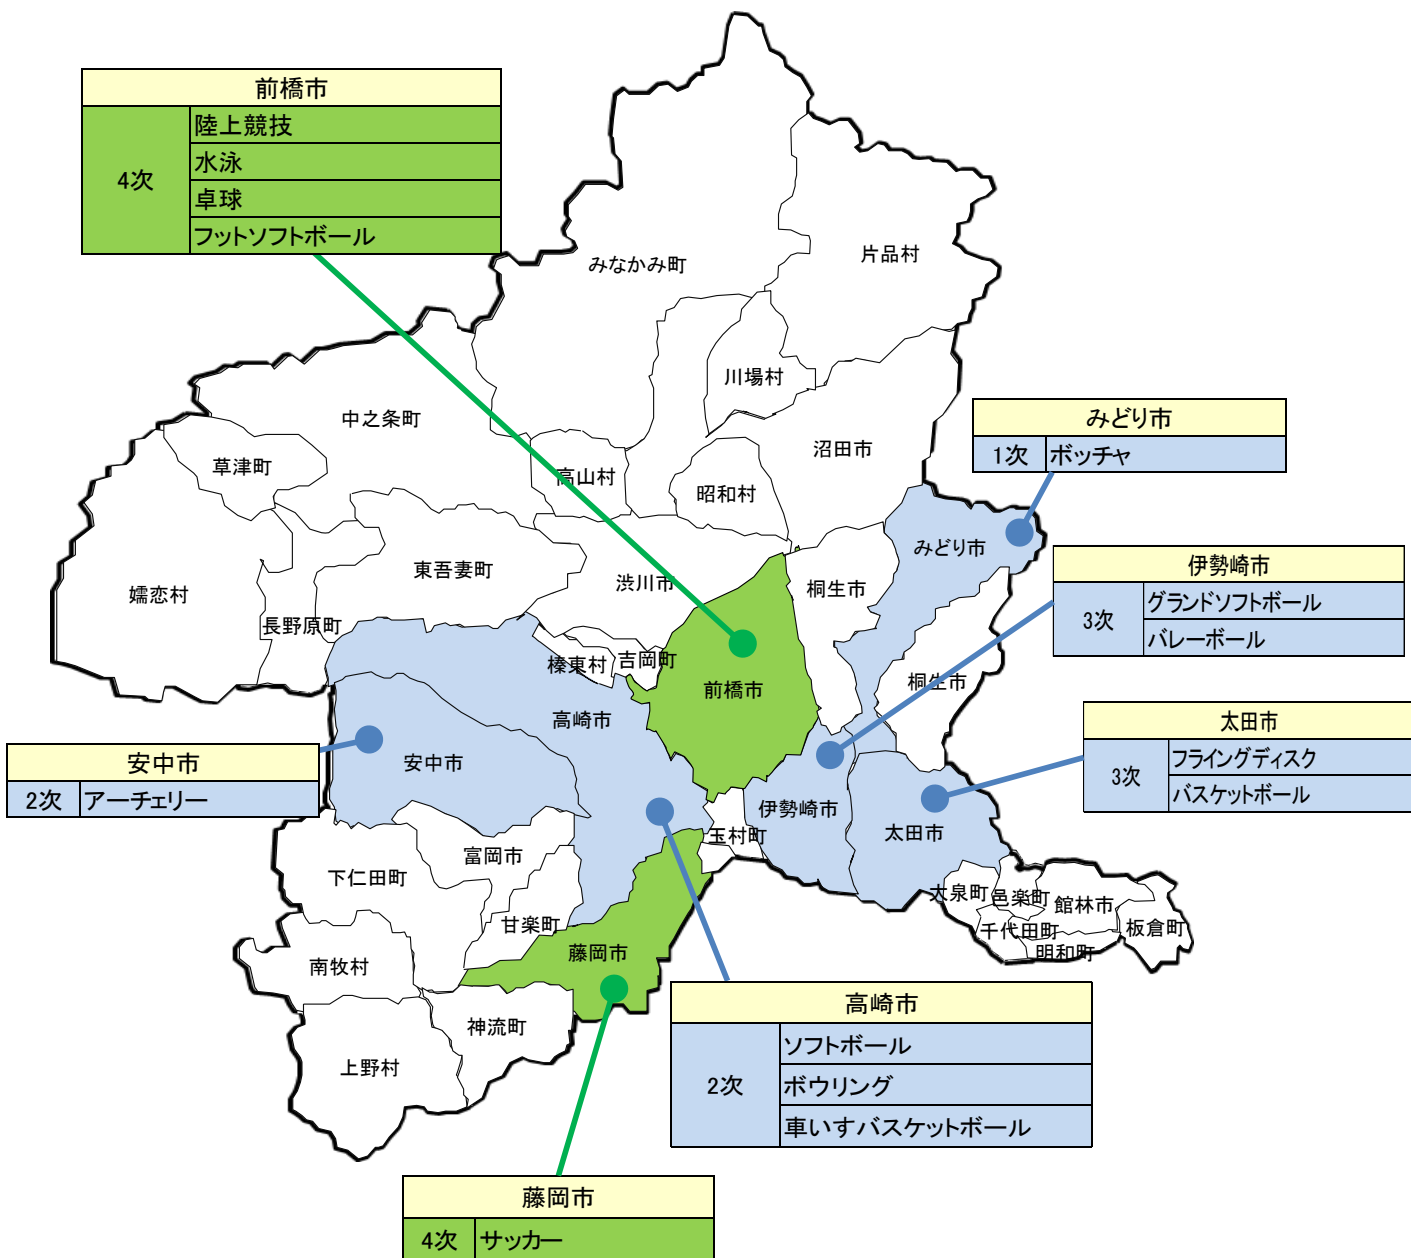 前橋市
4次
陸上競技
水泳
卓球
フットソフトボール
みなかみ町
片品村
川場村
中之条町
みどり市
1次 ボッチャ
沼田市
草津町
高山村
昭和村
みどり市
伊勢崎市
3次
グランドソフトボール
バレーボール
東吾妻町
渋川市
桐生市
嬬恋村
長野原町
榛東村
吉岡町
前橋市
桐生市
高崎市
太田市
3次
フライングディスク
バスケットボール
安中市
2次 アーチェリー
安中市
伊勢崎市
玉村町
太田市
富岡市
下仁田町
大泉町
邑楽町
館林市
甘楽町
千代田町
板倉町
明和町
藤岡市
南牧村
神流町
上野村
高崎市
2次
ソフトボール
ボウリング
車いすバスケットボール
藤岡市
4次 サッカー